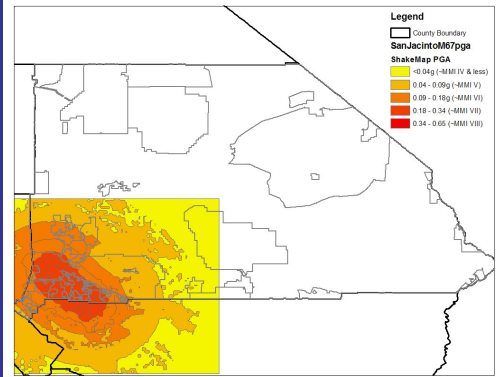 Legend
County Boundary
SanJacintoM67pga
ShakeMap PGA
<0.04g (~MMI IV & less)
0.04 - 0.09g (~MMI V)
0.09 - 0.18g (~MMI VI)
0.18 - 0.34 (~MMI VII)
0.34 - 0.65 (~MMI VIII)